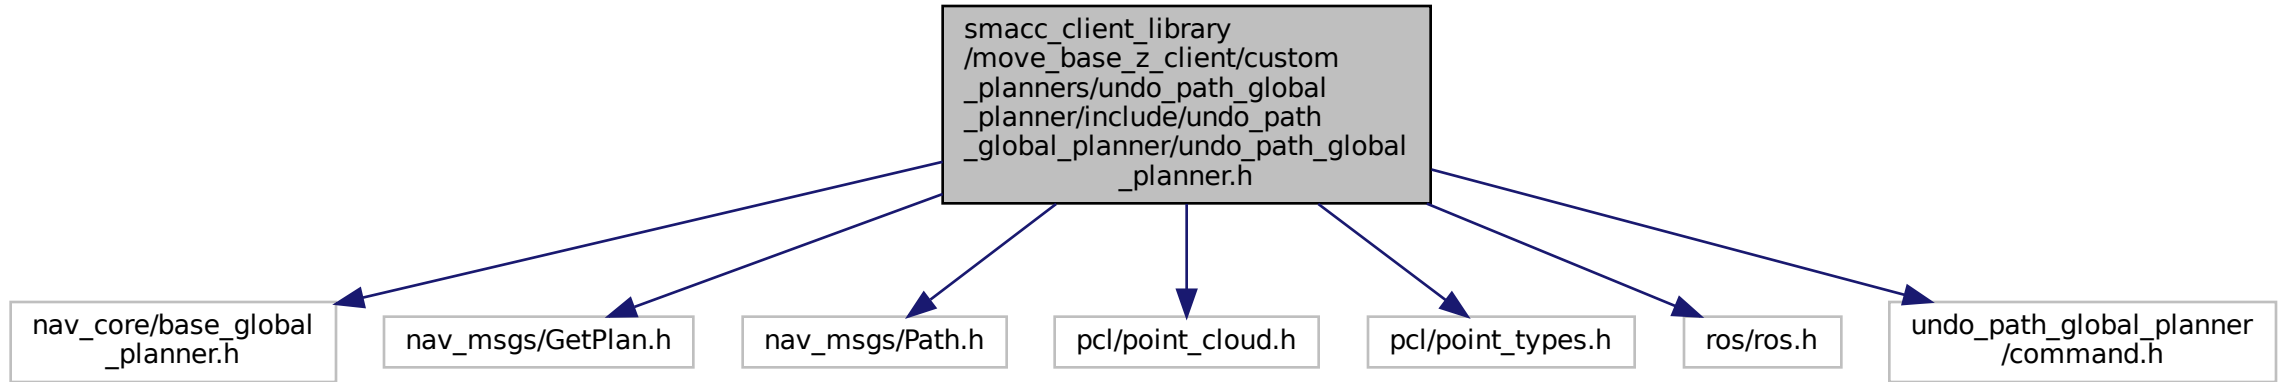 smacc_client_library
/move_base_z_client/custom
_planners/undo_path_global
_planner/include/undo_path
_global_planner/undo_path_global
_planner.h
nav_core/base_global
_planner.h
nav_msgs/GetPlan.h
nav_msgs/Path.h
pcl/point_cloud.h
pcl/point_types.h
ros/ros.h
undo_path_global_planner
/command.h